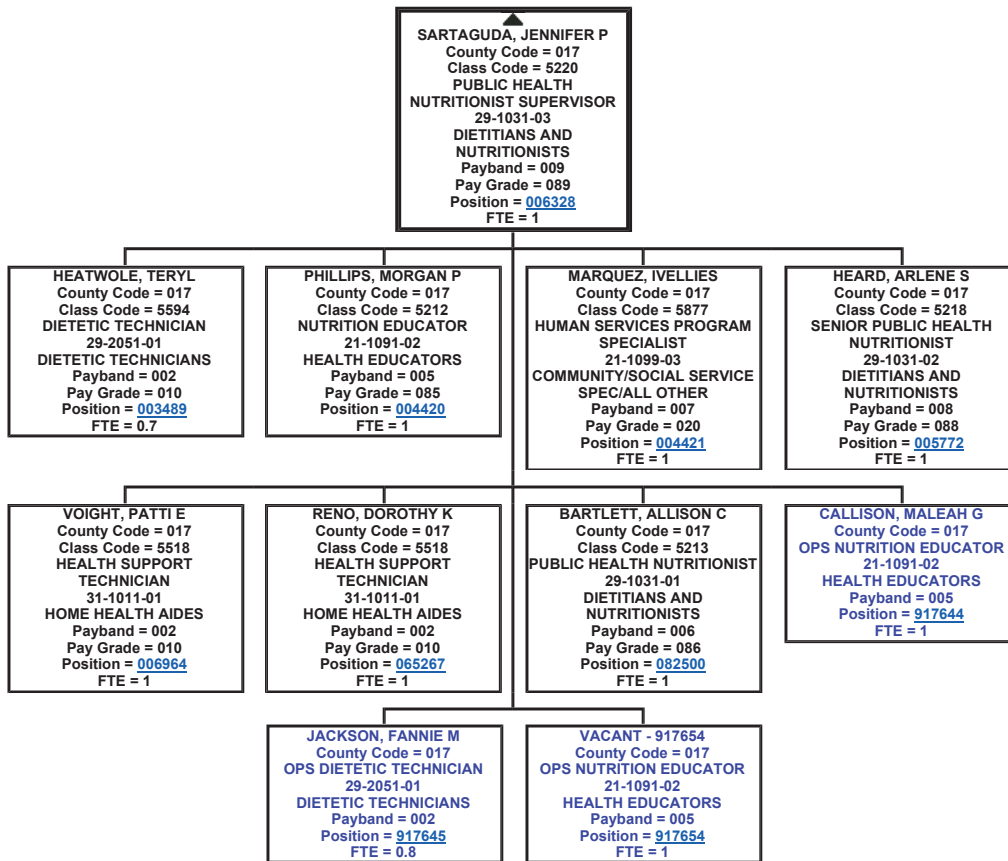 SARTAGUDA, JENNIFER P
County Code = 017
Class Code = 5220
PUBLIC HEALTH
NUTRITIONIST SUPERVISOR
29-1031-03
DIETITIANS AND
NUTRITIONISTS
Payband = 009
Pay Grade = 089
Position = 006328
FTE = 1
HEATWOLE, TERYL
County Code = 017
Class Code = 5594
DIETETIC TECHNICIAN
29-2051-01
DIETETIC TECHNICIANS
Payband = 002
Pay Grade = 010
Position = 003489
FTE = 0.7
PHILLIPS, MORGAN P
County Code = 017
Class Code = 5212
NUTRITION EDUCATOR
21-1091-02
HEALTH EDUCATORS
Payband = 005
Pay Grade = 085
Position = 004420
FTE = 1
MARQUEZ, IVELLIES
County Code = 017
Class Code = 5877
HUMAN SERVICES PROGRAM
SPECIALIST
21-1099-03
COMMUNITY/SOCIAL SERVICE
SPEC/ALL OTHER
Payband = 007
Pay Grade = 020
Position = 004421
FTE = 1
HEARD, ARLENE S
County Code = 017
Class Code = 5218
SENIOR PUBLIC HEALTH
NUTRITIONIST
29-1031-02
DIETITIANS AND
NUTRITIONISTS
Payband = 008
Pay Grade = 088
Position = 005772
FTE = 1
VOIGHT, PATTI E
County Code = 017
Class Code = 5518
HEALTH SUPPORT
TECHNICIAN
31-1011-01
HOME HEALTH AIDES
Payband = 002
Pay Grade = 010
Position = 006964
FTE = 1
RENO, DOROTHY K
County Code = 017
Class Code = 5518
HEALTH SUPPORT
TECHNICIAN
31-1011-01
HOME HEALTH AIDES
Payband = 002
Pay Grade = 010
Position = 065267
FTE = 1
BARTLETT, ALLISON C
County Code = 017
Class Code = 5213
PUBLIC HEALTH NUTRITIONIST
29-1031-01
DIETITIANS AND
NUTRITIONISTS
Payband = 006
Pay Grade = 086
Position = 082500
FTE = 1
CALLISON, MALEAH G
County Code = 017
OPS NUTRITION EDUCATOR
21-1091-02
HEALTH EDUCATORS
Payband = 005
Position = 917644
FTE = 1
JACKSON, FANNIE M
County Code = 017
OPS DIETETIC TECHNICIAN
29-2051-01
DIETETIC TECHNICIANS
Payband = 002
Position = 917645
FTE = 0.8
VACANT - 917654
County Code = 017
OPS NUTRITION EDUCATOR
21-1091-02
HEALTH EDUCATORS
Payband = 005
Position = 917654
FTE = 1